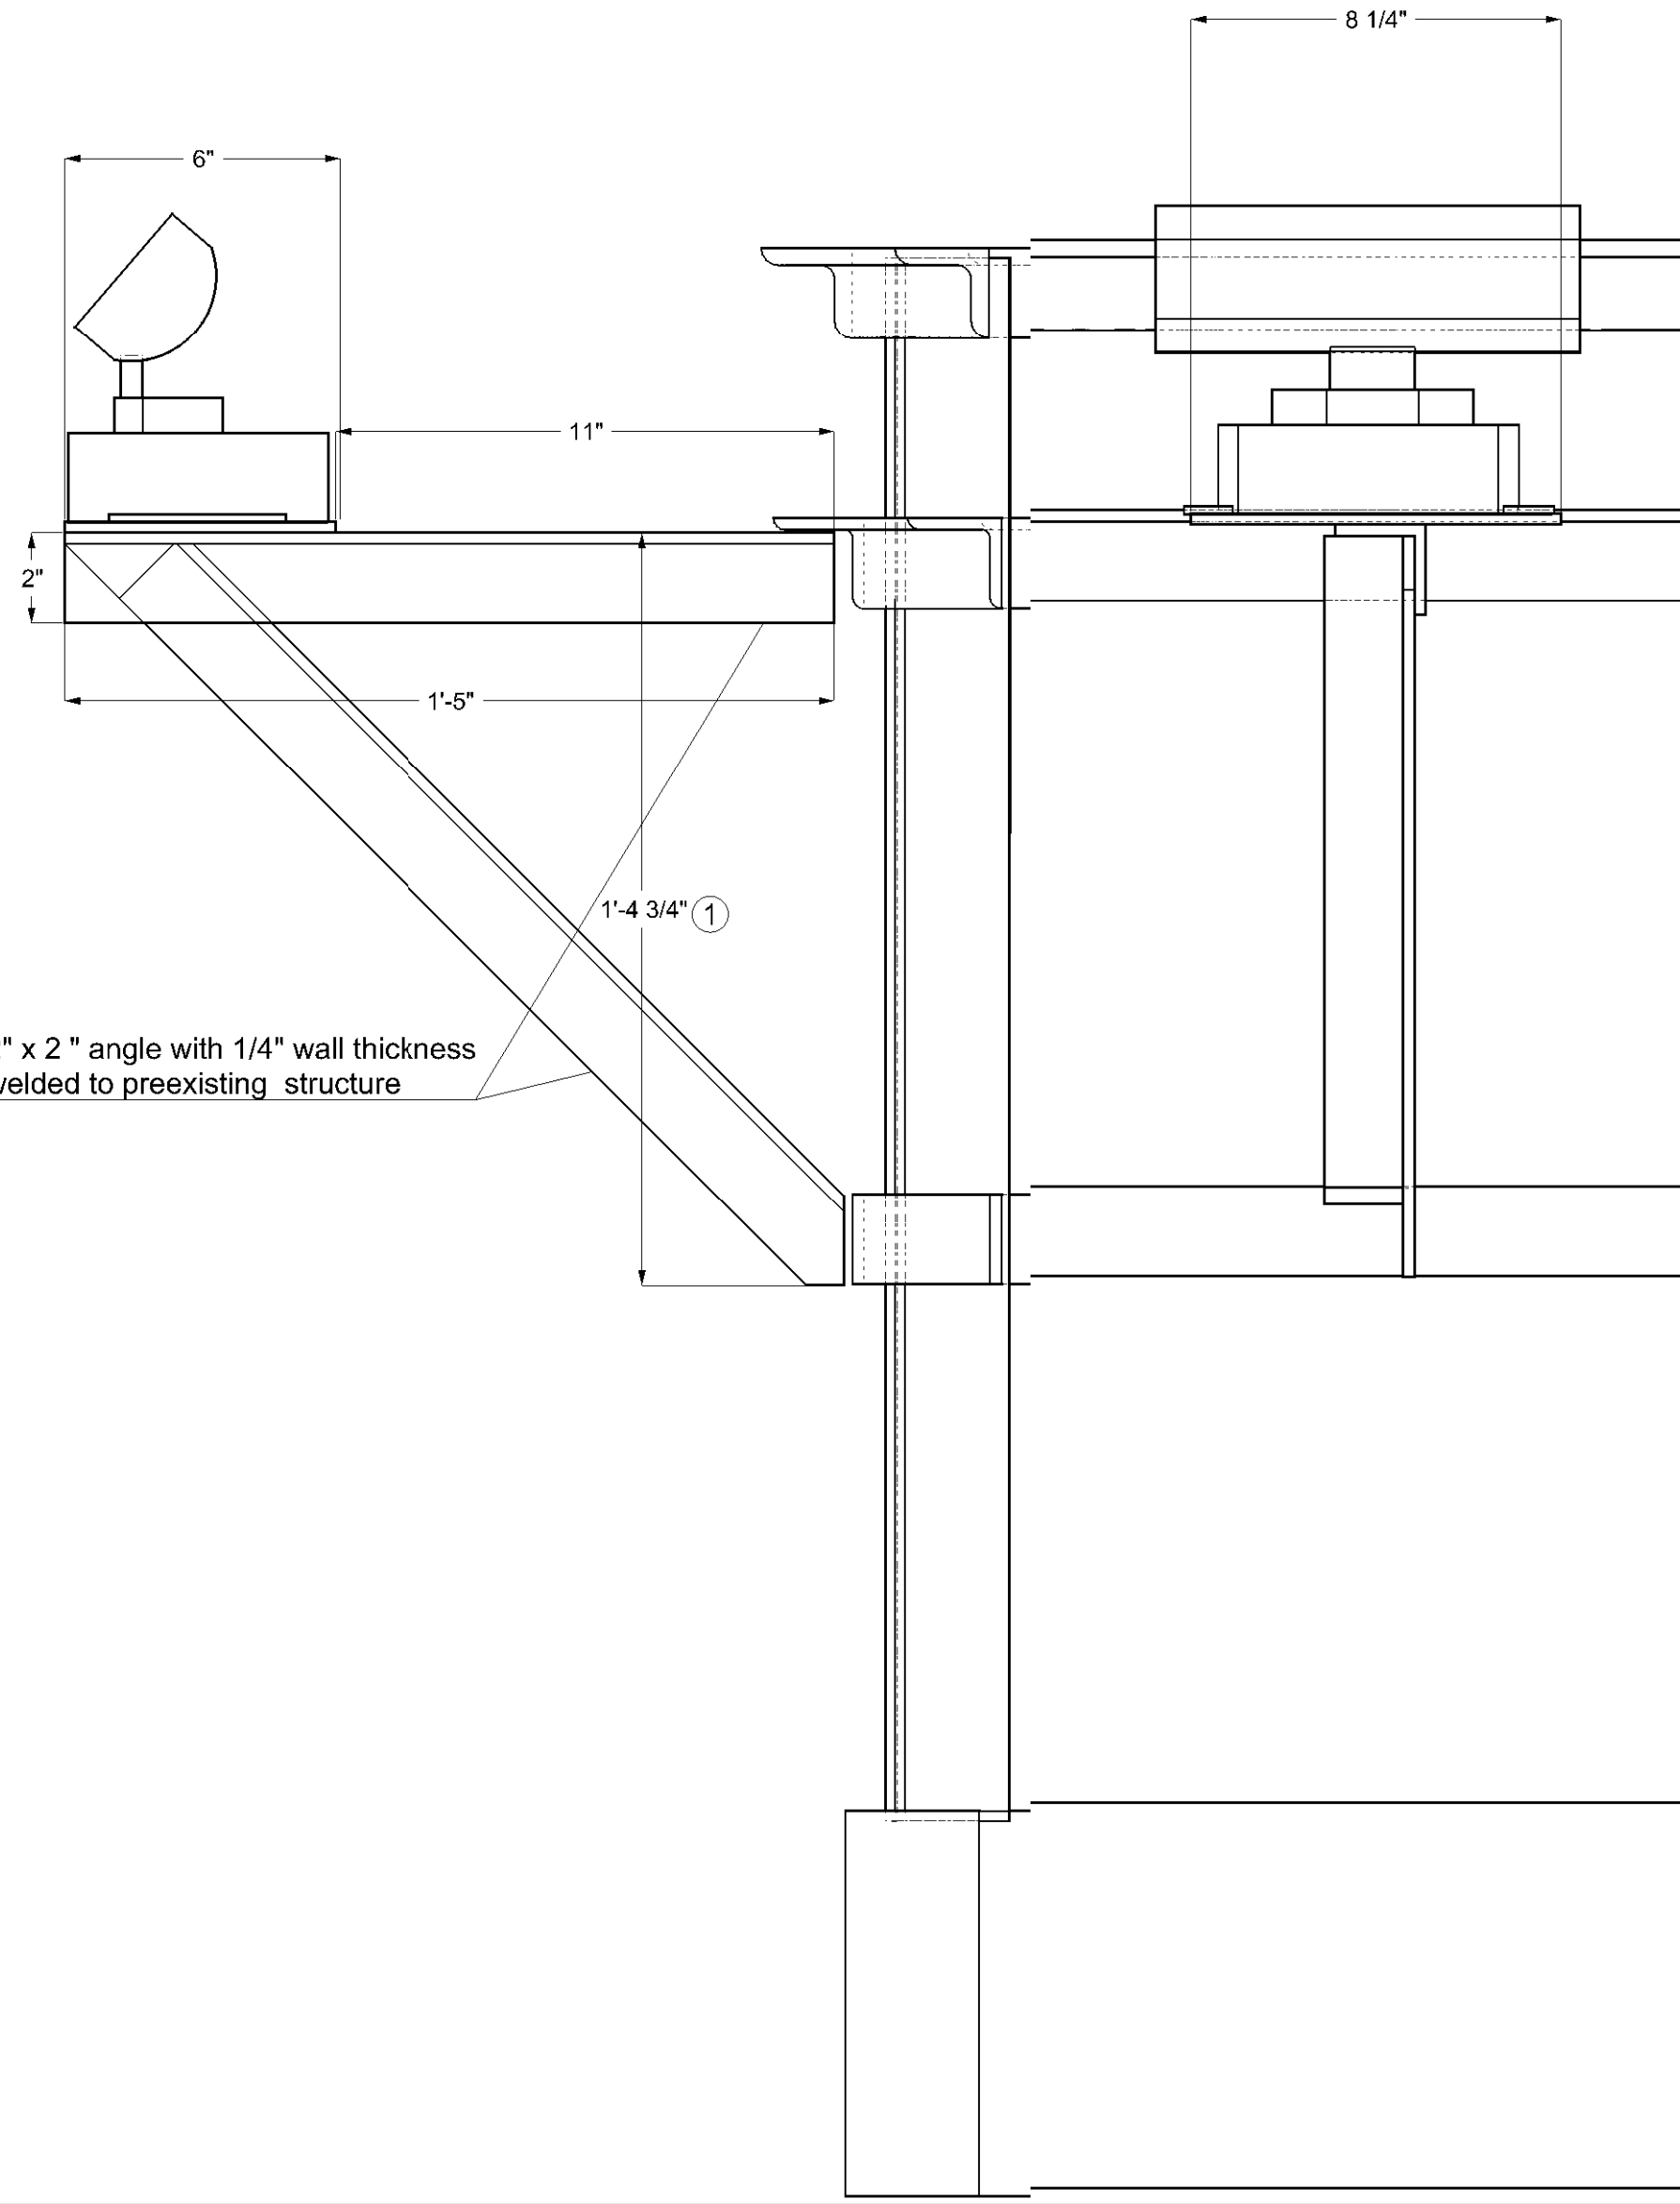 8 1/4"
6"
11"
2"
1'-5"
1'-4 3/4" 1
" x 2 " angle with 1/4" wall thickness
welded to preexisting structure